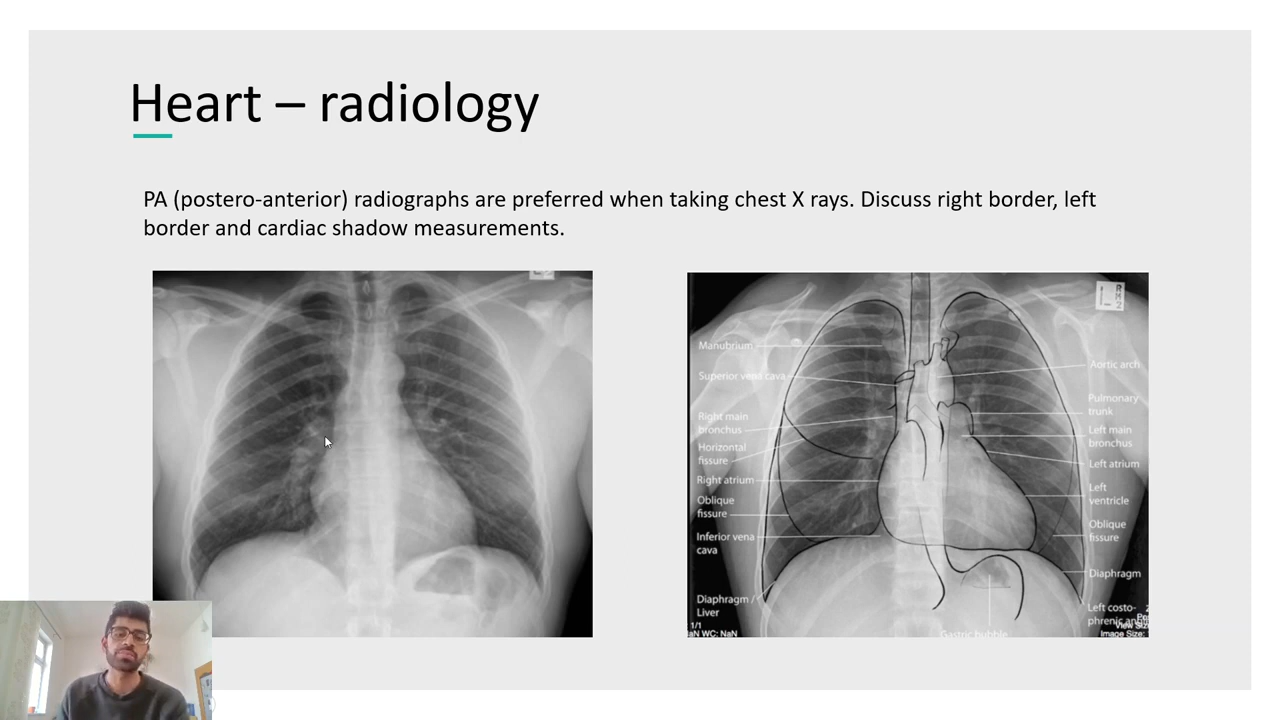 Heart – radiology
PA (postero-anterior) radiographs are preferred when taking chest X rays. Discuss right border, left
border and cardiac shadow measurements.
Manubrium
Superior vena cava
Right main
bronchus
Horizontal
fissure
Right atrium
Oblique
fissure
Inferior vena
cava
Diaphragm /
Liver
1/1
WC: NaN
Aortic arch
Pulmonary
trunk
Left main
bronchus
Left atrium
Left
ventricle
Oblique
fissure
Diaphragm
Left costo-
phrenic
Image Size:
Gastric bubble